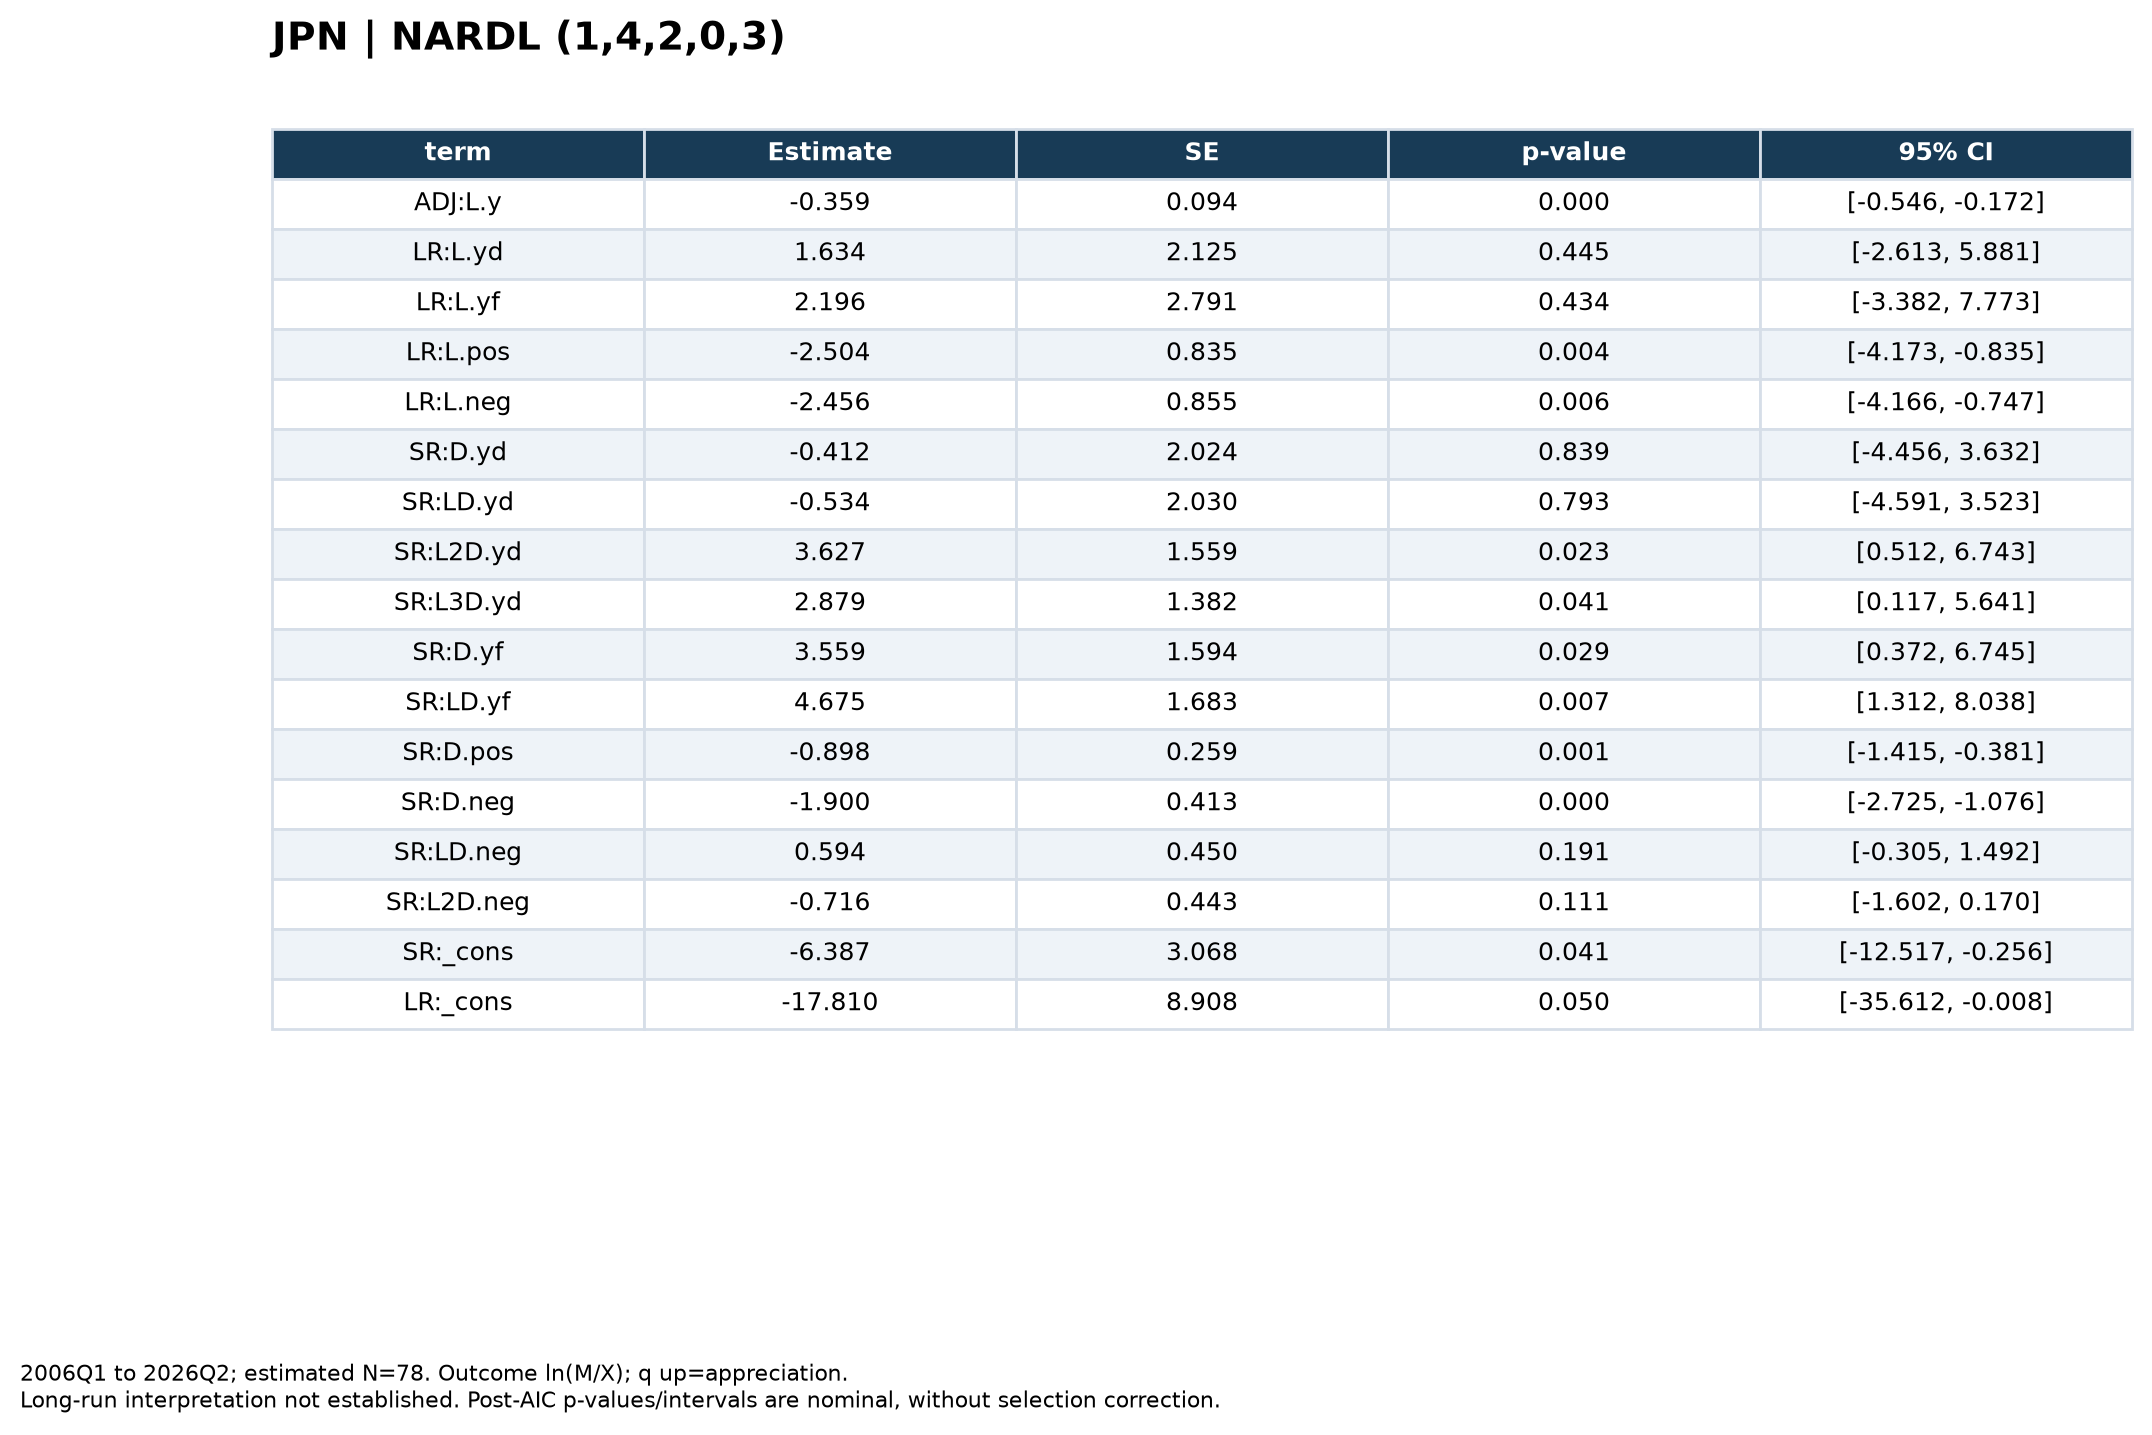 JPN | NARDL (1,4,2,0,3)
term Estimate SE p-value 95% CI
ADJ:L.y -0.359 0.094 0.000 [-0.546, -0.172]
LR:L.yd 1.634 2.125 0.445 [-2.613, 5.881]
LR:L.yf 2.196 2.791 0.434 [-3.382, 7.773]
LR:L.pos -2.504 0.835 0.004 [-4.173, -0.835]
LR:L.neg -2.456 0.855 0.006 [-4.166, -0.747]
SR:D.yd -0.412 2.024 0.839 [-4.456, 3.632]
SR:LD.yd -0.534 2.030 0.793 [-4.591, 3.523]
SR:L2D.yd 3.627 1.559 0.023 [0.512, 6.743]
SR:L3D.yd 2.879 1.382 0.041 [0.117, 5.641]
SR:D.yf 3.559 1.594 0.029 [0.372, 6.745]
SR:LD.yf 4.675 1.683 0.007 [1.312, 8.038]
SR:D.pos -0.898 0.259 0.001 [-1.415, -0.381]
SR:D.neg -1.900 0.413 0.000 [-2.725, -1.076]
SR:LD.neg 0.594 0.450 0.191 [-0.305, 1.492]
SR:L2D.neg -0.716 0.443 0.111 [-1.602, 0.170]
SR:_cons -6.387 3.068 0.041 [-12.517, -0.256]
LR:_cons -17.810 8.908 0.050 [-35.612, -0.008]
2006Q1 to 2026Q2; estimated N=78. Outcome ln(M/X); q up=appreciation.
Long-run interpretation not established. Post-AIC p-values/intervals are nominal, without selection correction.